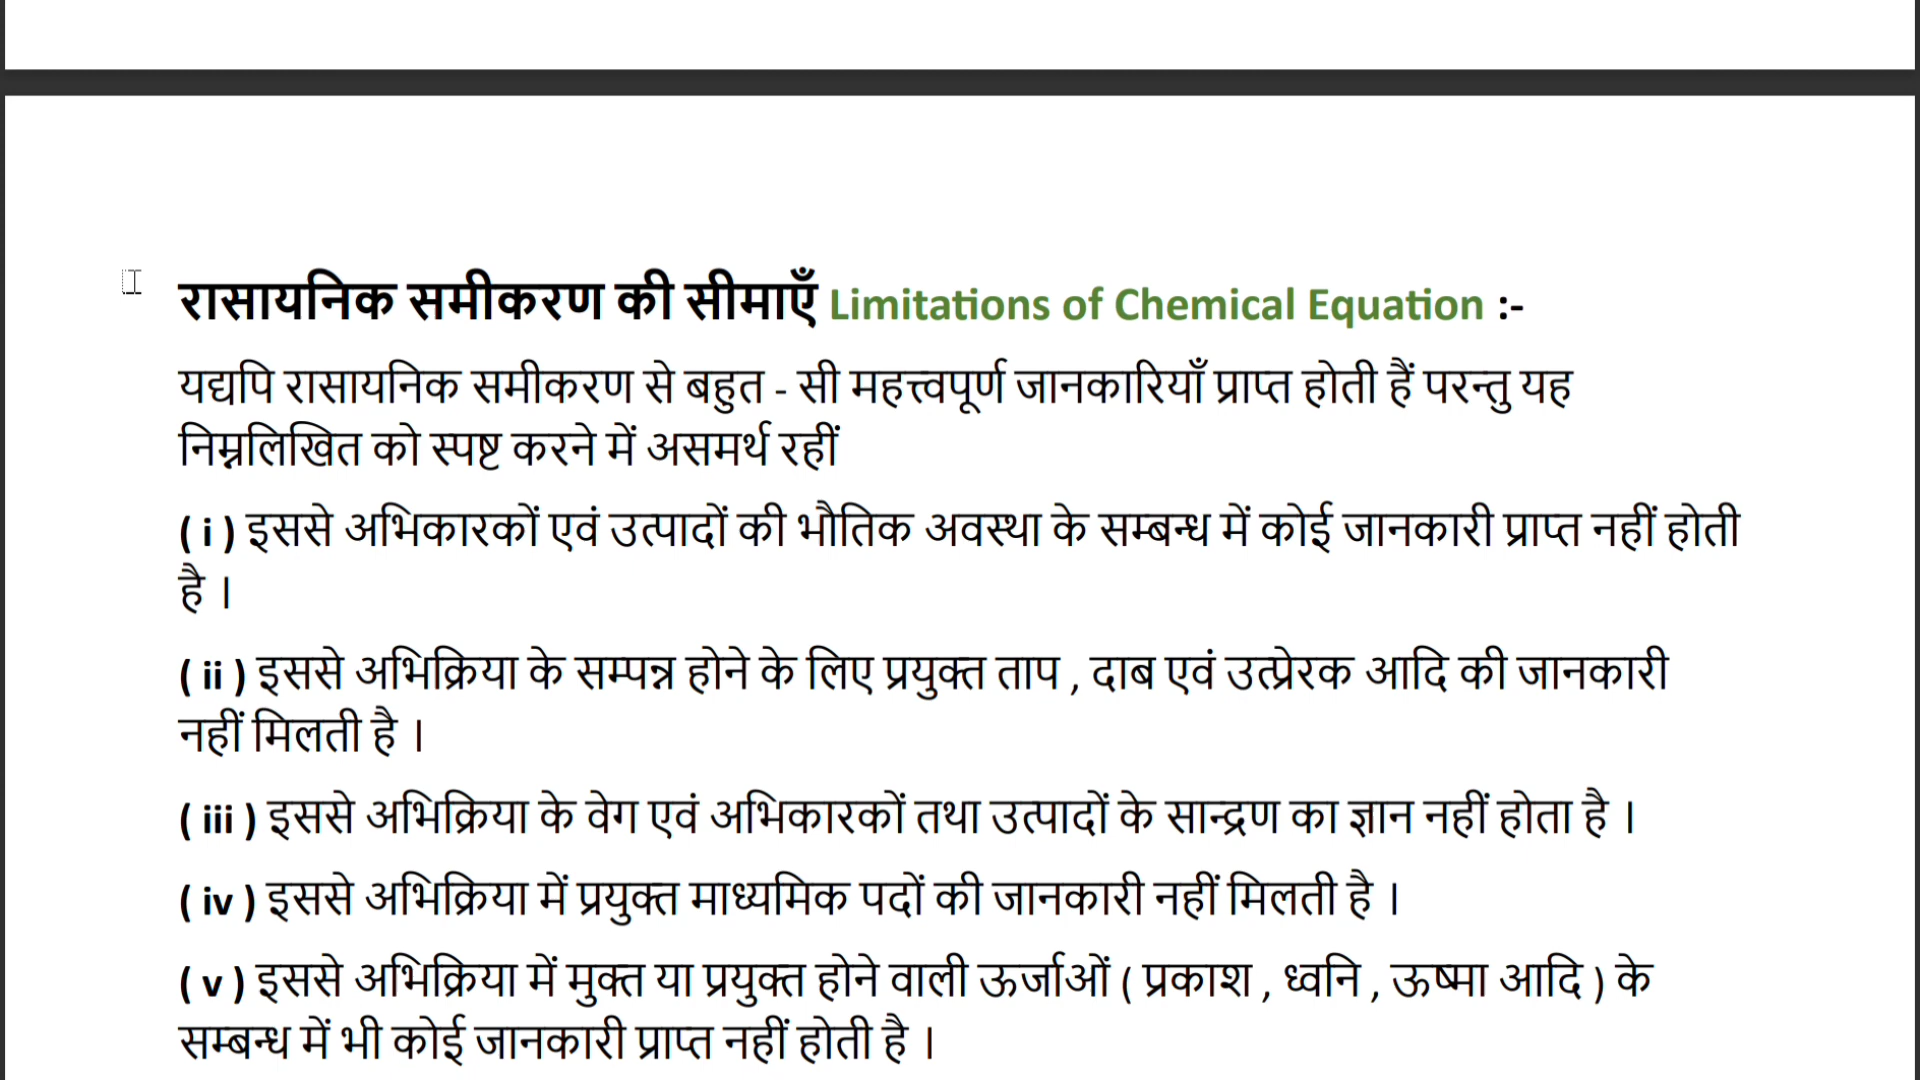 रासायनिक समीकरण की सीमाएँ Limitations of Chemical Equation :-
यद्यपि रासायनिक समीकरण से बहुत - सी महत्त्वपूर्ण जानकारियाँ प्राप्त होती हैं परन्तु यह
निम्नलिखित को स्पष्ट करने में असमर्थ रहीं
( i ) इससे अभिकारकों एवं उत्पादों की भौतिक अवस्था के सम्बन्ध में कोई जानकारी प्राप्त नहीं होती
है ।
( ii ) इससे अभिक्रिया के सम्पन्न होने के लिए प्रयुक्त ताप , दाब एवं उत्प्रेरक आदि की जानकारी
नहीं मिलती है ।
( iii ) इससे अभिक्रिया के वेग एवं अभिकारकों तथा उत्पादों के सान्द्रण का ज्ञान नहीं होता है ।
( iv ) इससे अभिक्रिया में प्रयुक्त माध्यमिक पदों की जानकारी नहीं मिलती है ।
( v ) इससे अभिक्रिया में मुक्त या प्रयुक्त होने वाली ऊर्जाओं ( प्रकाश , ध्वनि , ऊष्मा आदि ) के
सम्बन्ध में भी कोई जानकारी प्राप्त नहीं होती है ।